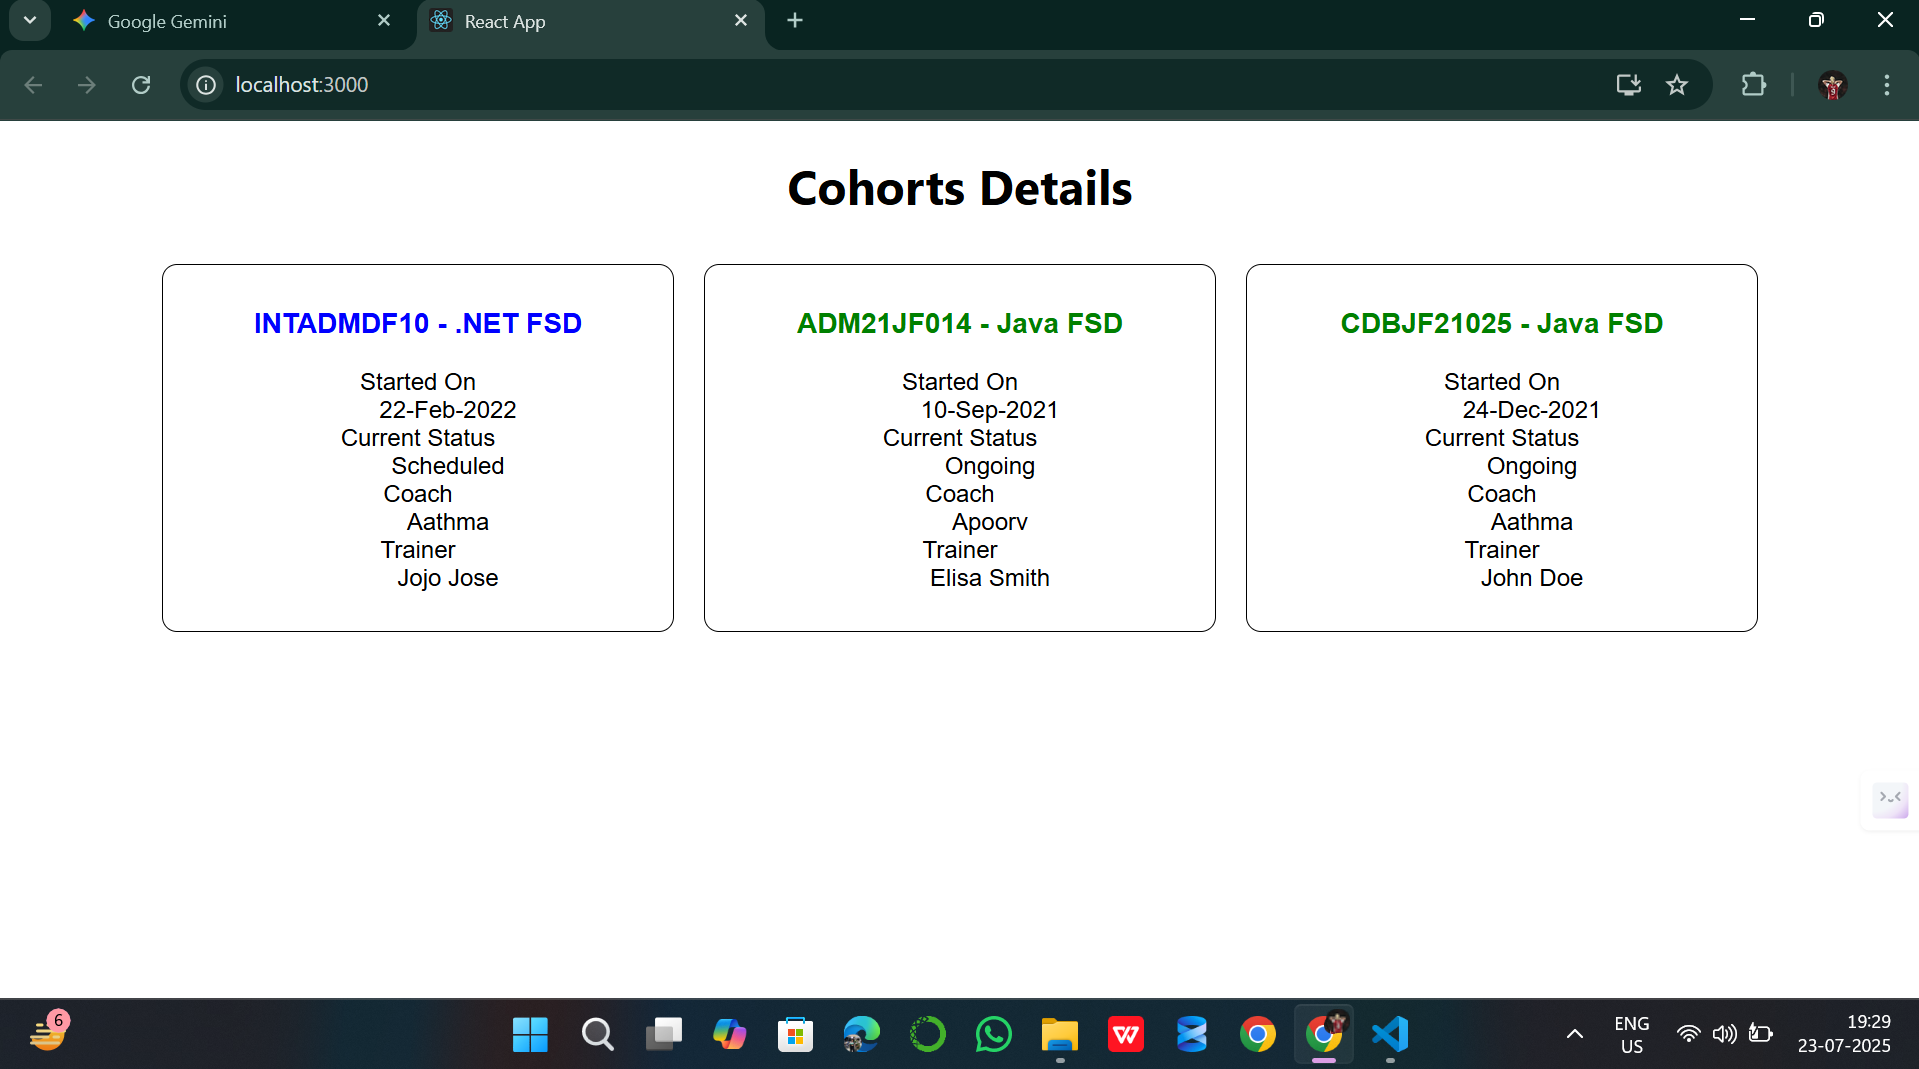 Google Gemini
React App
localhost:3000
Cohorts Details
INTADMDF10 - .NET FSD
Started On
22-Feb-2022
Current Status
Scheduled
Coach
Aathma
Trainer
Jojo Jose
ADM21JF014 - Java FSD
Started On
10-Sep-2021
Current Status
Ongoing
Coach
Apoorv
Trainer
Elisa Smith
CDBJF21025 - Java FSD
Started On
24-Dec-2021
Current Status
Ongoing
Coach
Aathma
Trainer
John Doe
6
W
ENG
US
19:29
23-07-2025